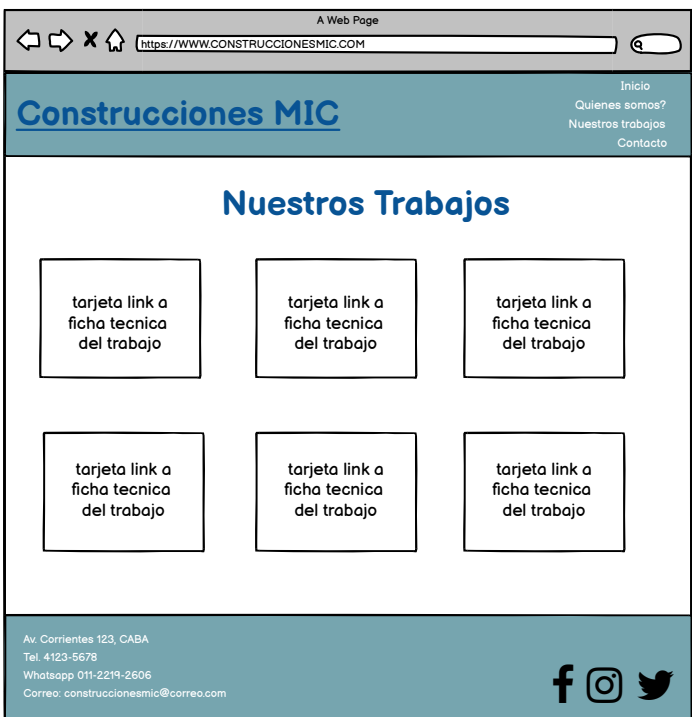 A Web Page
https://WWW.CONSTRUCCIONESMIC.COM
Construcciones MIC
Inicio
Quienes somos?
Nuestros trabajos
Contacto
Nuestros Trabajos
tarjeta link a
ficha tecnica
del trabajo
tarjeta link a
ficha tecnica
del trabajo
tarjeta link a
ficha tecnica
del trabajo
tarjeta link a
ficha tecnica
del trabajo
tarjeta link a
ficha tecnica
del trabajo
tarjeta link a
ficha tecnica
del trabajo
Av. Corrientes 123, CABA
Tel. 4123-5678
Whatsapp 011-2219-2606
Correo: construccionesmic@correo.com